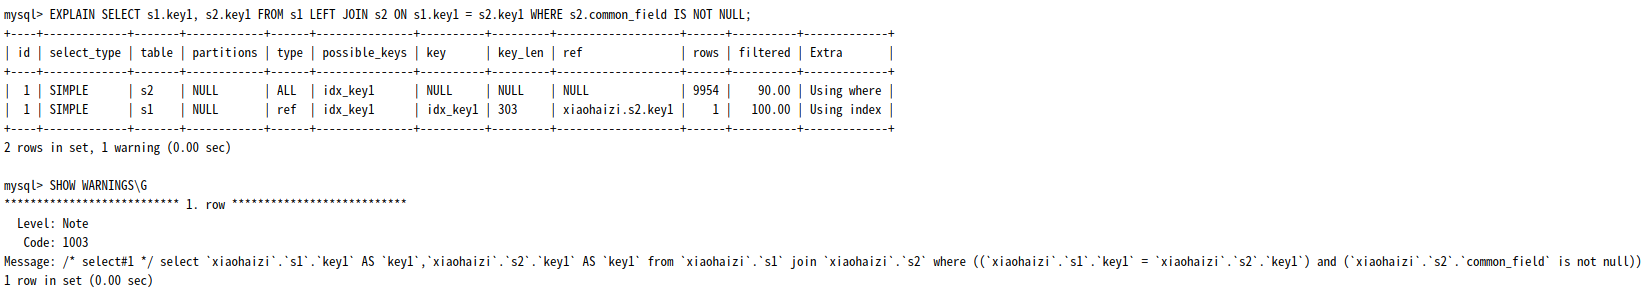 mysql> EXPLAIN SELECT s1.key1, s2.key1 FROM s1 LEFT JOIN s2 ON s1.key1 = s2.key1 WHERE s2.common_field IS NOT NULL;
+----+-------------+-------+------------+------+---------------+----------+---------+-------------------+------+----------+-------------+
| id | select_type | table | partitions | type | possible_keys | key      | key_len | ref               | rows | filtered | Extra       |
+----+-------------+-------+------------+------+---------------+----------+---------+-------------------+------+----------+-------------+
|  1 | SIMPLE      | s2    | NULL       | ALL  | idx_key1      | NULL     | NULL    | NULL              | 9954 |    90.00 | Using where |
|  1 | SIMPLE      | s1    | NULL       | ref  | idx_key1      | idx_key1 | 303     | xiaohaizi.s2.key1 |    1 |   100.00 | Using index |
+----+-------------+-------+------------+------+---------------+----------+---------+-------------------+------+----------+-------------+
2 rows in set, 1 warning (0.00 sec)
mysql> SHOW WARNINGS\G
*************************** 1. row ***************************
  Level: Note
   Code: 1003
Message: /* select#1 */ select `xiaohaizi`.`s1`.`key1` AS `key1`,`xiaohaizi`.`s2`.`key1` AS `key1` from `xiaohaizi`.`s1` join `xiaohaizi`.`s2` where ((`xiaohaizi`.`s1`.`key1` = `xiaohaizi`.`s2`.`key1`) and (`xiaohaizi`.`s2`.`common_field` is not null))
1 row in set (0.00 sec)